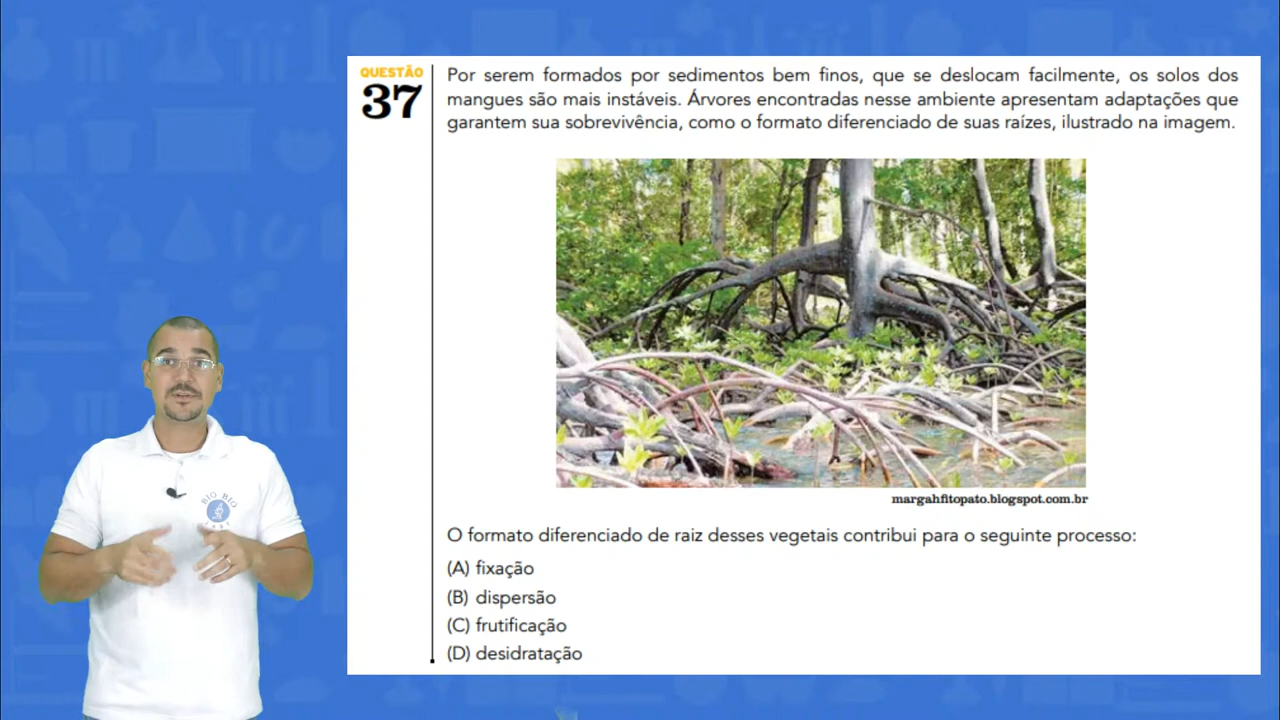 QUESTÃO
37
Por serem formados por sedimentos bem finos, que se deslocam facilmente, os solos dos
mangues são mais instáveis. Árvores encontradas nesse ambiente apresentam adaptações que
garantem sua sobrevivência, como o formato diferenciado de suas raízes, ilustrado na imagem.
margahfitopato.blogspot.com.br
O formato diferenciado de raiz desses vegetais contribui para o seguinte processo:
(A) fixação
(B) dispersão
(C) frutificação
(D) desidratação
BIO BIO